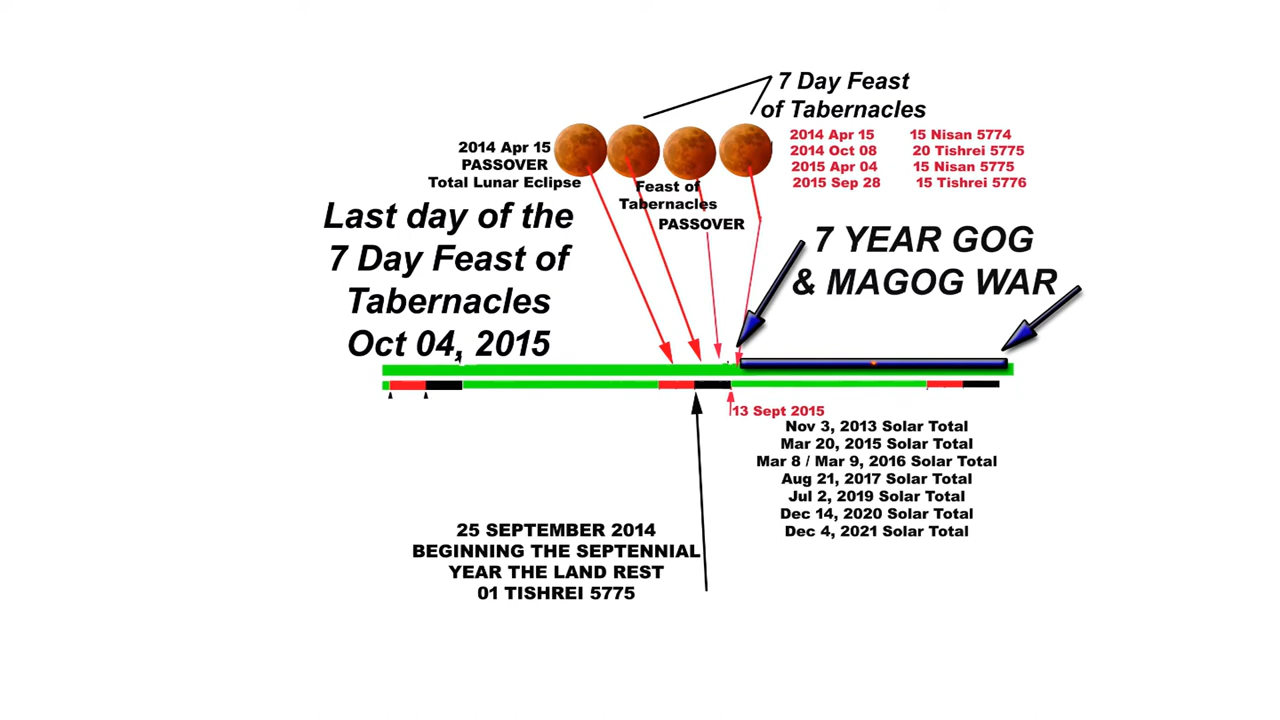 7 Day Feast
of Tabernacles
2014 Apr 15
PASSOVER
Total Lunar Eclipse
2014 Apr 15 15 Nisan 5774
2014 Oct 08 20 Tishrei 5775
2015 Apr 04 15 Nisan 5775
2015 Sep 28 15 Tishrei 5776
Feast of
Tabernacles
PASSOVER
Last day of the
7 Day Feast of
Tabernacles
Oct 04, 2015
7 YEAR GOG
& MAGOG WAR
13 Sept 2015
Nov 3, 2013 Solar Total
Mar 20, 2015 Solar Total
Mar 8 / Mar 9, 2016 Solar Total
Aug 21, 2017 Solar Total
Jul 2, 2019 Solar Total
Dec 14, 2020 Solar Total
Dec 4, 2021 Solar Total
25 SEPTEMBER 2014
BEGINNING THE SEPTENNIAL
YEAR THE LAND REST
01 TISHREI 5775